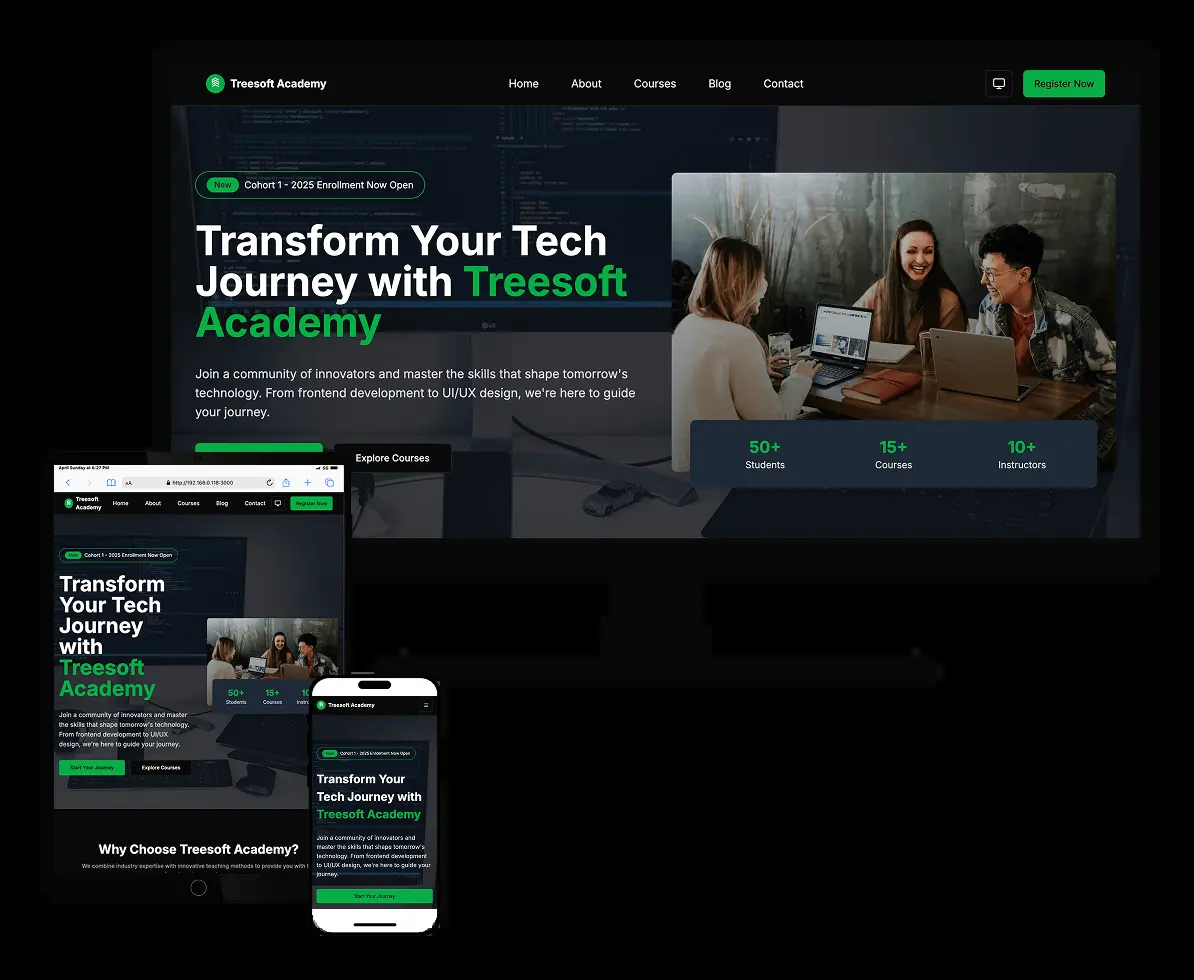 Treesoft Academy
Home
About
Courses
Blog
Contact
Register Now
New
Cohort 1 - 2025 Enrollment Now Open
Transform Your Tech
Journey with Treesoft
Academy
Join a community of innovators and master the skills that shape tomorrow's
technology. From frontend development to UI/UX design, we're here to guide
your journey.
Explore Courses
50+
Students
15+
Courses
10+
Instructors
April Sunday at 6:27 PM
5G
AA
http://192.168.0.118:3000
Treesoft
Academy
Home
About
Courses
Blog
Contact
Register Now
New
Cohort 1 - 2025 Enrollment Now Open
Transform
Your Tech
Journey
with
Treesoft
Academy
Join a community of innovators and master
the skills that shape tomorrow's technology.
From frontend development to UI/UX
design, we're here to guide your journey.
Start Your Journey
Explore Courses
50+
Students
15+
Courses
10
Instru
Why Choose Treesoft Academy?
We combine industry expertise with innovative teaching methods to provide you with t
Treesoft Academy
New
Cohort 1 - 2025 Enrollment Now Open
Transform Your
Tech Journey with
Treesoft Academy
Join a community of innovators and
master the skills that shape tomorrow's
technology. From frontend development
to UI/UX design, we're here to guide your
journey.
Start Your Journey